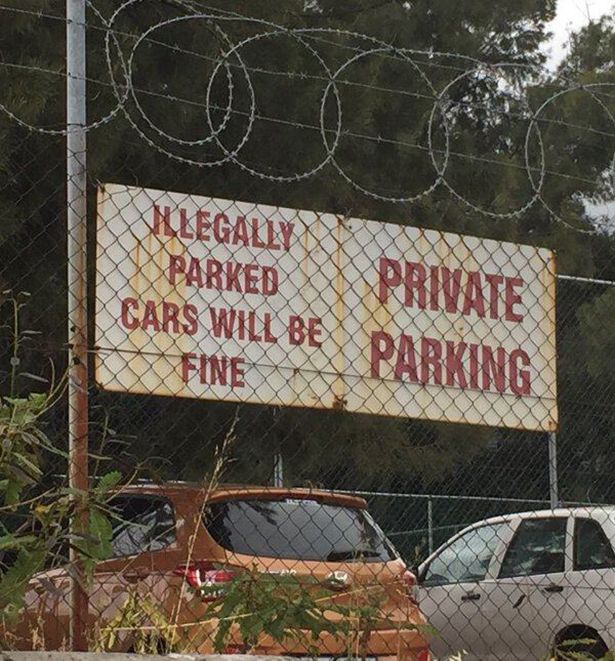 ILLEGALLY
PARKED
CARS WILL BE
FINE
PRIVATE
PARKING